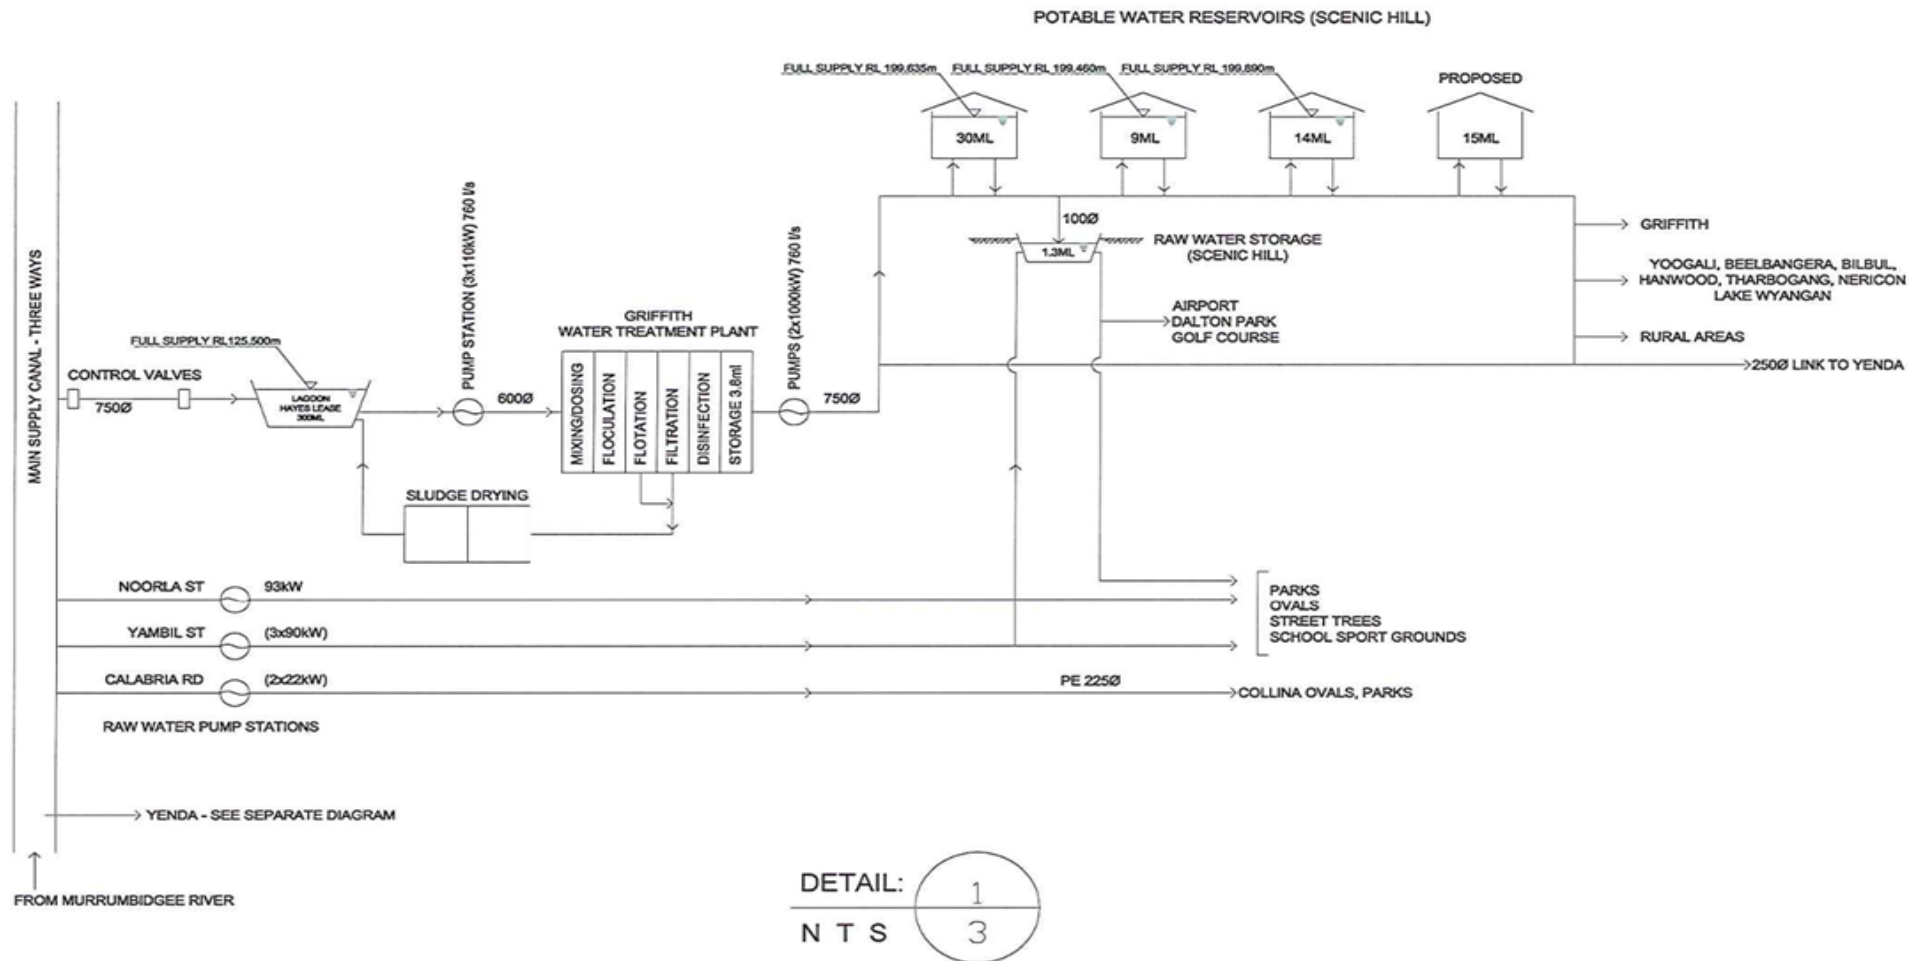 POTABLE WATER RESERVOIRS (SCENIC HILL)
FULL SUPPLY RL 199.635m
FULL SUPPLY RL 199.460m
FULL SUPPLY RL 199.890m
PROPOSED
30ML
9ML
14ML
15ML
100Ø
1.3ML
RAW WATER STORAGE
(SCENIC HILL)
GRIFFITH
YOOGALI, BEELBANGERA, BILBUL,
HANWOOD, THARBOGANG, NERICON
LAKE WYANGAN
RURAL AREAS
250Ø LINK TO YENDA
AIRPORT
DALTON PARK
GOLF COURSE
MAIN SUPPLY CANAL - THREE WAYS
FULL SUPPLY RL125.500m
CONTROL VALVES
750Ø
LAGOON
HAYES LEASE
300ML
PUMP STATION (3x110kW) 760 l/s
600Ø
GRIFFITH
WATER TREATMENT PLANT
MIXING/DOSING
FLOCULATION
FLOTATION
FILTRATION
DISINFECTION
STORAGE 3.6ml
PUMPS (2x1000kW) 760 l/s
750Ø
SLUDGE DRYING
NOORLA ST
93kW
YAMBIL ST
(3x90kW)
CALABRIA RD
(2x22kW)
PE 225Ø
PARKS
OVALS
STREET TREES
SCHOOL SPORT GROUNDS
COLLINA OVALS, PARKS
RAW WATER PUMP STATIONS
YENDA - SEE SEPARATE DIAGRAM
FROM MURRUMBIDGEE RIVER
DETAIL:
1
N T S
3